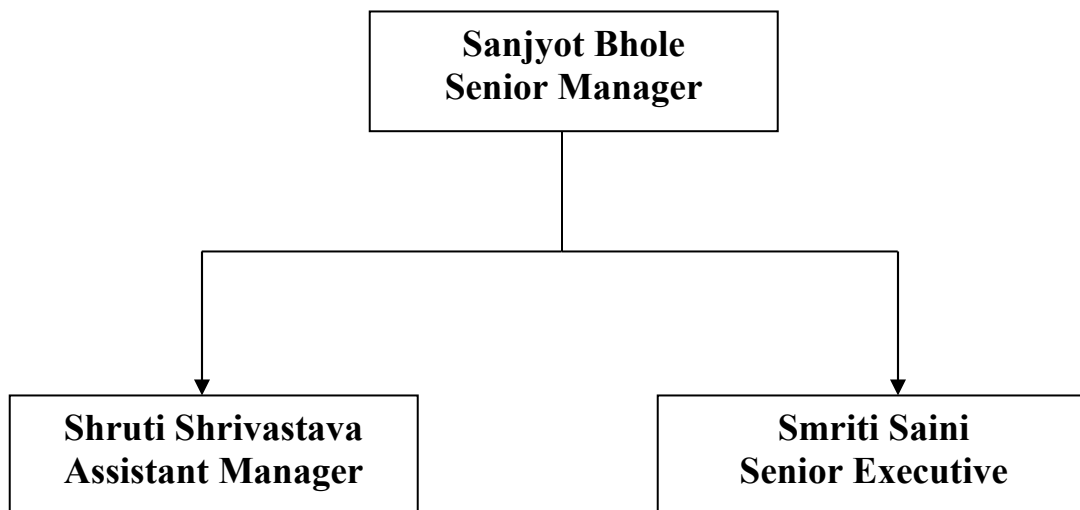 Sanjyot Bhole
Senior Manager
Shruti Shrivastava
Assistant Manager
Smriti Saini
Senior Executive